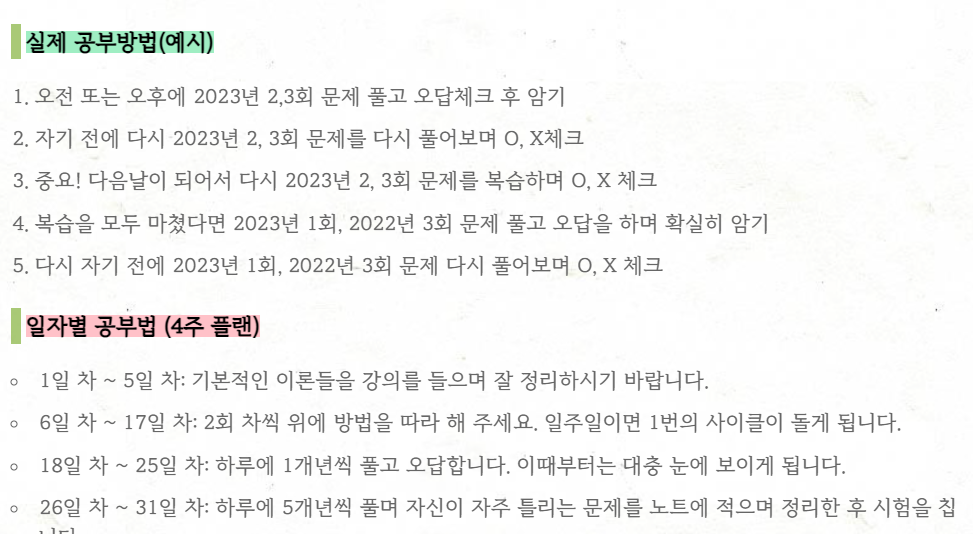 실제 공부방법(예시)
1. 오전 또는 오후에 2023년 2,3회 문제 풀고 오답체크 후 암기
2. 자기 전에 다시 2023년 2, 3회 문제를 다시 풀어보며 O, X체크
3. 중요! 다음날이 되어서 다시 2023년 2, 3회 문제를 복습하며 O, X 체크
4. 복습을 모두 마쳤다면 2023년 1회, 2022년 3회 문제 풀고 오답을 하며 확실히 암기
5. 다시 자기 전에 2023년 1회, 2022년 3회 문제 다시 풀어보며 O, X 체크
일자별 공부법 (4주 플랜)
◦ 1일 차 ~ 5일 차: 기본적인 이론들을 강의를 들으며 잘 정리하시기 바랍니다.
◦ 6일 차 ~ 17일 차: 2회 차씩 위에 방법을 따라 해 주세요. 일주일이면 1번의 사이클이 돌게 됩니다.
◦ 18일 차 ~ 25일 차: 하루에 1개년씩 풀고 오답합니다. 이때부터는 대충 눈에 보이게 됩니다.
◦ 26일 차 ~ 31일 차: 하루에 5개년씩 풀며 자신이 자주 틀리는 문제를 노트에 적으며 정리한 후 시험을 칩